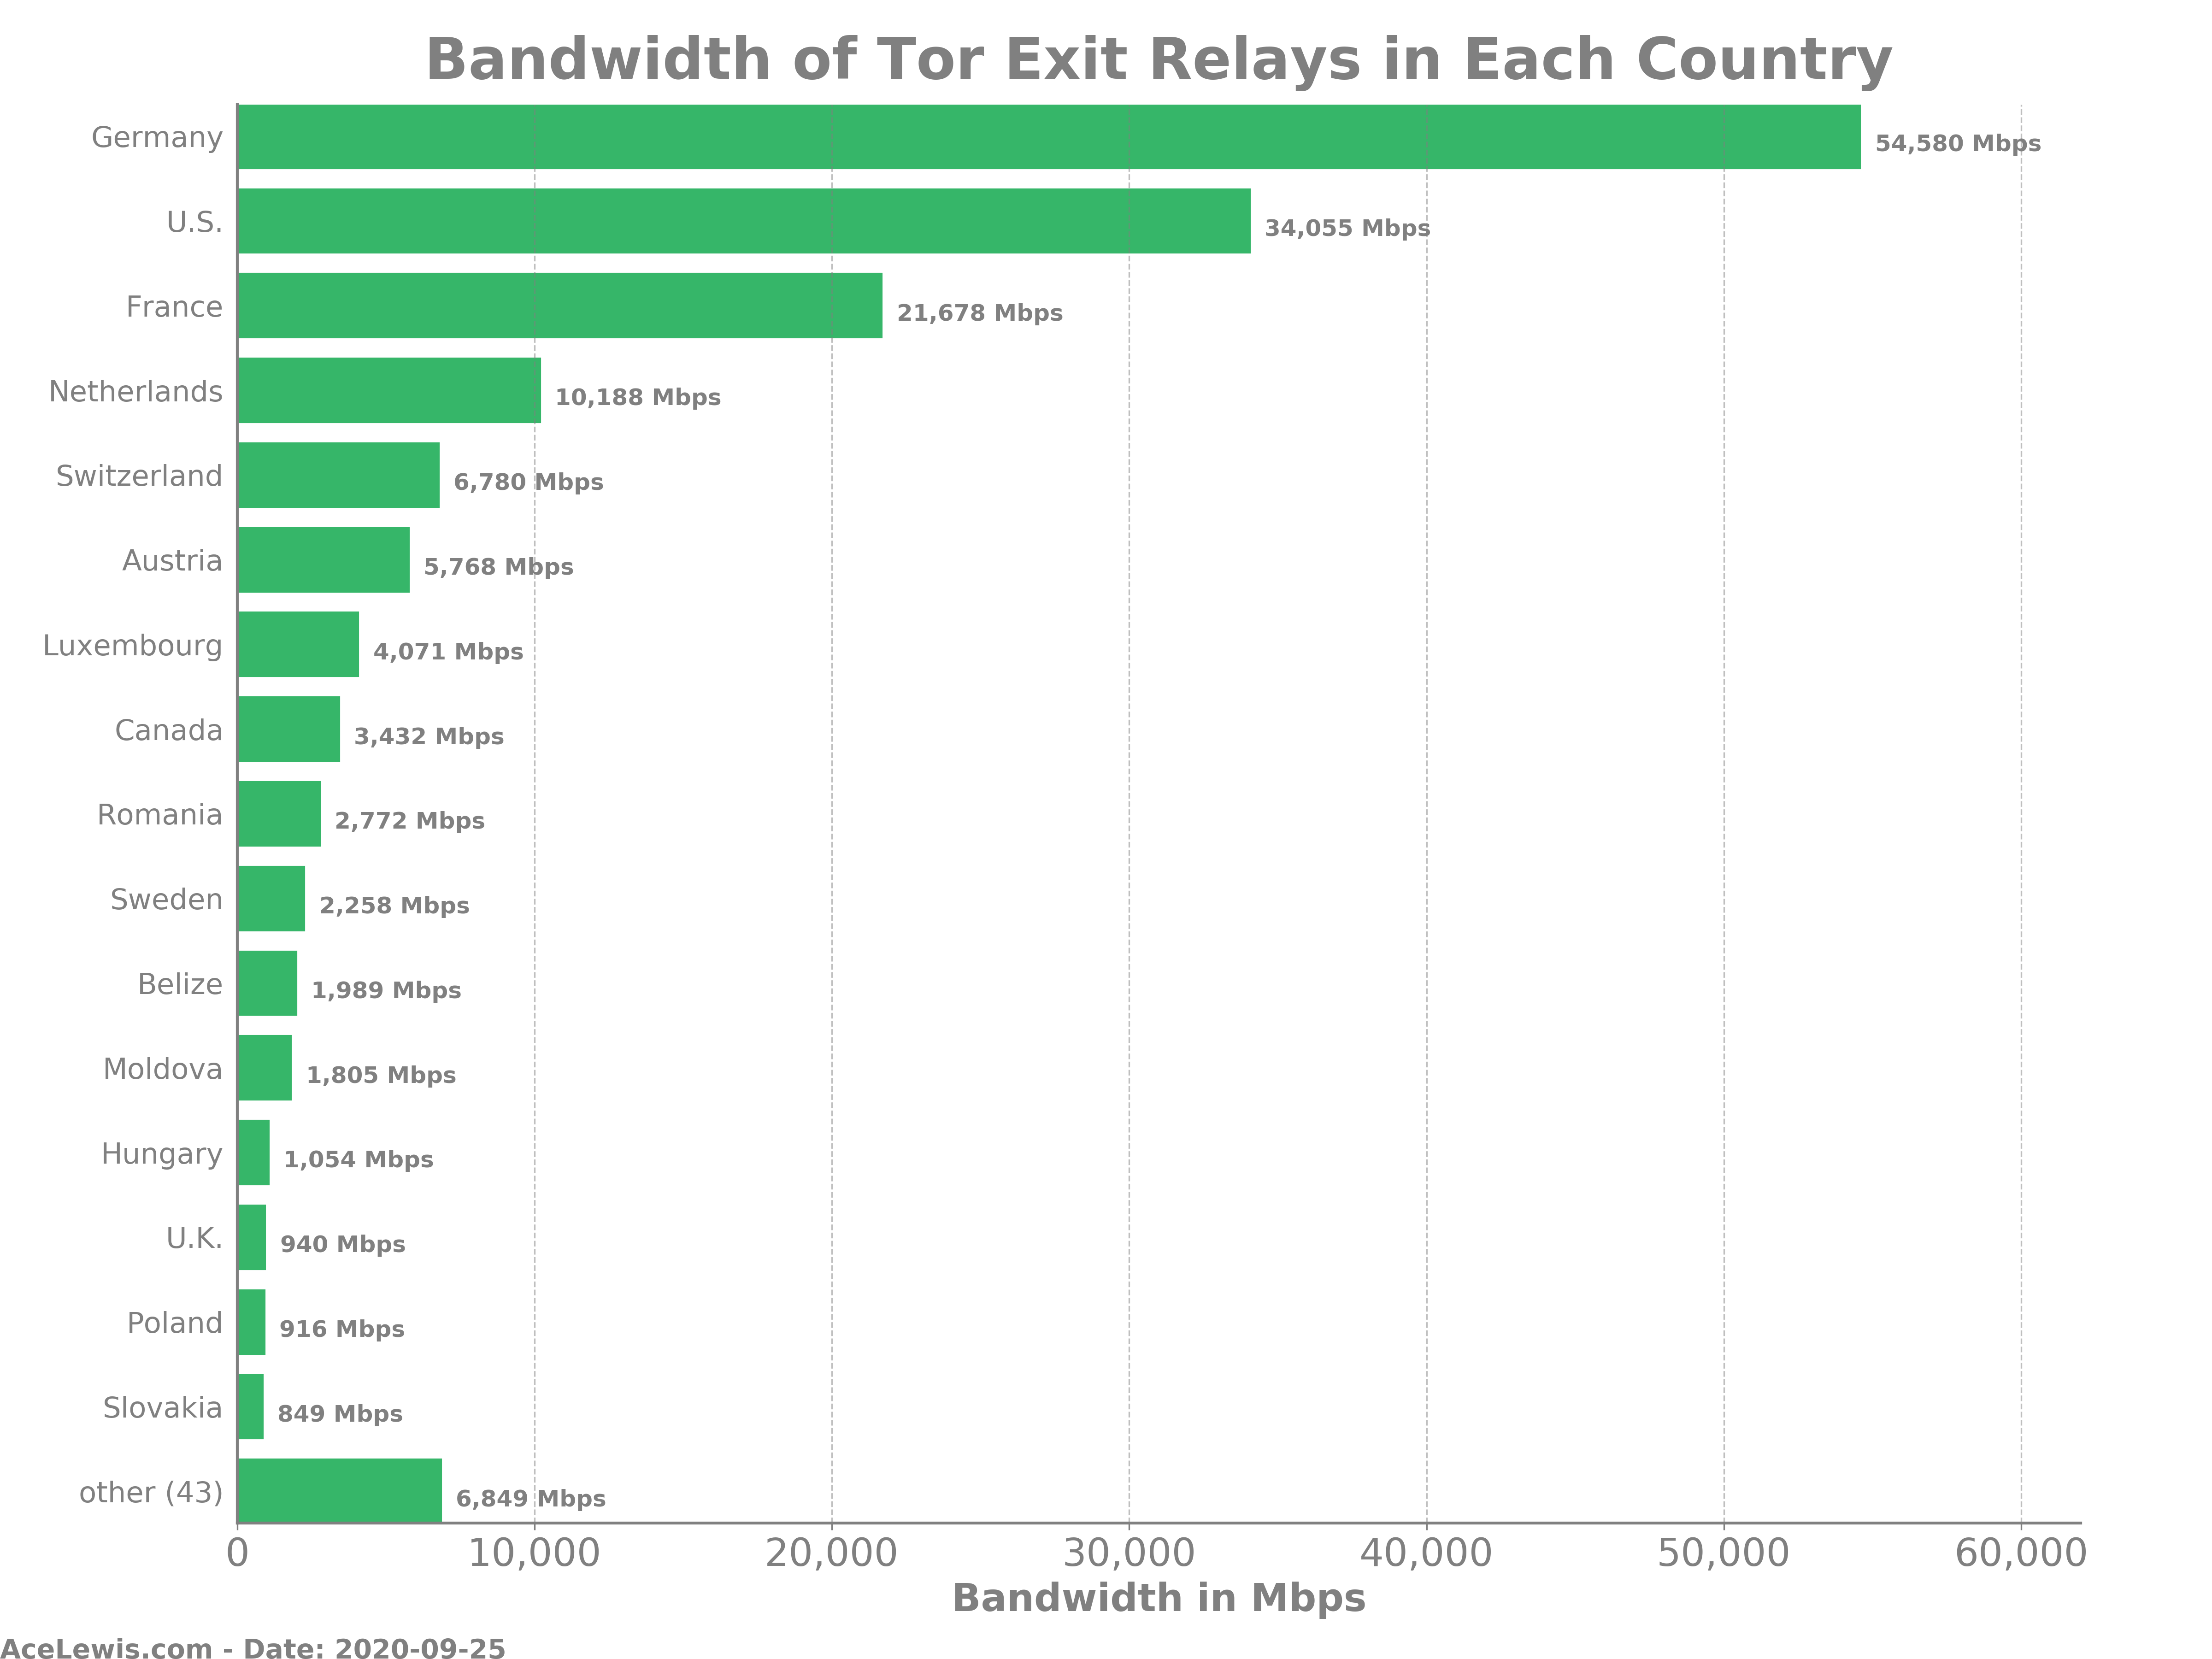 Bandwidth of Tor Exit Relays in Each Country
Germany 54,580 Mbps
U.S. 34,055 Mbps
France 21,678 Mbps
Netherlands 10,188 Mbps
Switzerland 6,780 Mbps
Austria 5,768 Mbps
Luxembourg 4,071 Mbps
Canada 3,432 Mbps
Romania 2,772 Mbps
Sweden 2,258 Mbps
Belize 1,989 Mbps
Moldova 1,805 Mbps
Hungary 1,054 Mbps
U.K. 940 Mbps
Poland 916 Mbps
Slovakia 849 Mbps
other (43) 6,849 Mbps
0 10,000 20,000 30,000 40,000 50,000 60,000
Bandwidth in Mbps
AceLewis.com - Date: 2020-09-25